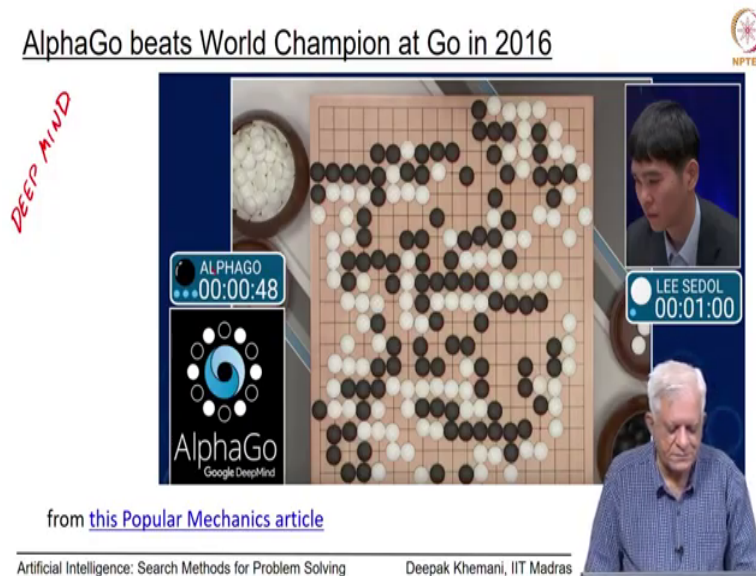 AlphaGo beats World Champion at Go in 2016
NPTE
DEEP MIND
ALPHAGO
00:00:48
LEE SEDOL
00:01:00
AlphaGo
Google DeepMind
from this Popular Mechanics article
Artificial Intelligence: Search Methods for Problem Solving
Deepak Khemani, IIT Madras